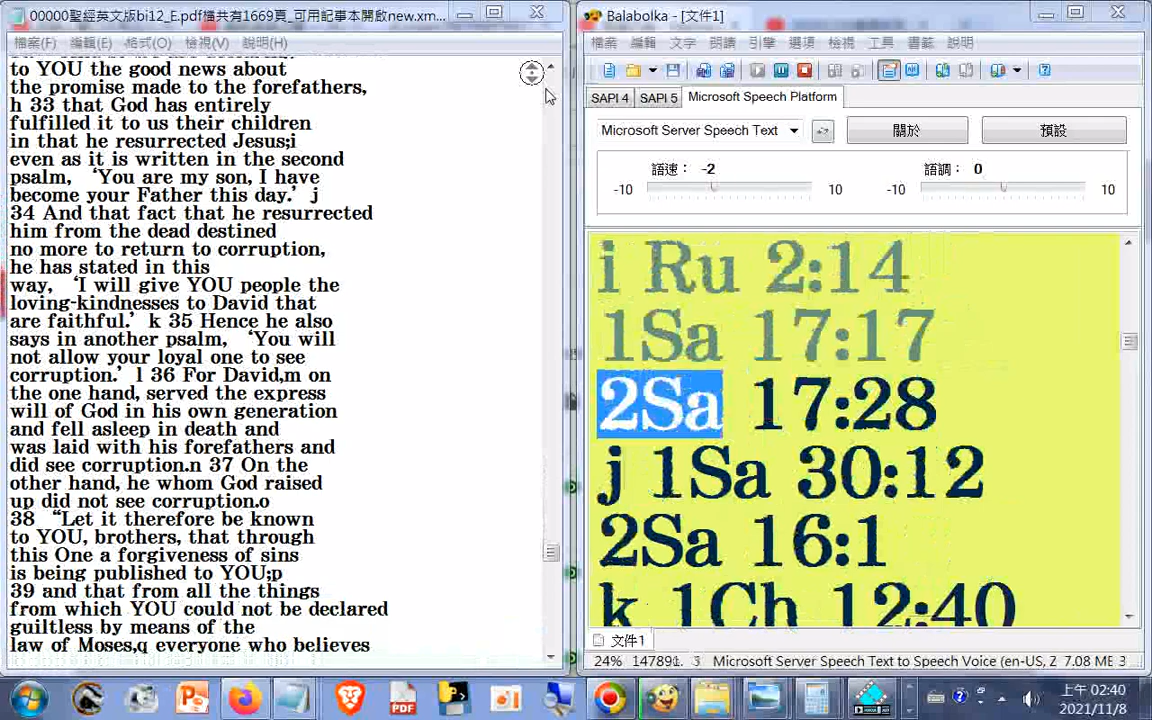 00000聖經英文版bi12_E.pdf檔共有1669頁_可用記事本開啟new.xm...
檔案(F) 編輯(E) 格式(O) 檢視(V) 說明(H)
to YOU the good news about
the promise made to the forefathers,
h 33 that God has entirely
fulfilled it to us their children
in that he resurrected Jesus;i
even as it is written in the second
psalm, ‘You are my son, I have
become your Father this day.’ j
34 And that fact that he resurrected
him from the dead destined
no more to return to corruption,
he has stated in this
way, ‘I will give YOU people the
loving-kindnesses to David that
are faithful.’ k 35 Hence he also
says in another psalm, ‘You will
not allow your loyal one to see
corruption.’ l 36 For David,m on
the one hand, served the express
will of God in his own generation
and fell asleep in death and
was laid with his forefathers and
did see corruption.n 37 On the
other hand, he whom God raised
up did not see corruption.o
38 “Let it therefore be known
to YOU, brothers, that through
this One a forgiveness of sins
is being published to YOU;p
39 and that from all the things
from which YOU could not be declared
guiltless by means of the
law of Moses,q everyone who believes
Balabolka - [文件1]
檔案 編輯 文字 朗讀 引擎 選項 檢視 工具 書籤 說明
SAPI 4 SAPI 5 Microsoft Speech Platform
Microsoft Server Speech Text 關於 預設
語速: -2 語調: 0
-10 10 -10 10
i Ru 2:14
1Sa 17:17
2Sa 17:28
j 1Sa 30:12
2Sa 16:1
k 1Ch 12:40
文件1
24% 147891. 3 Microsoft Server Speech Text to Speech Voice (en-US, Z 7.08 MB 3
PDF
上午 02:40
2021/11/8